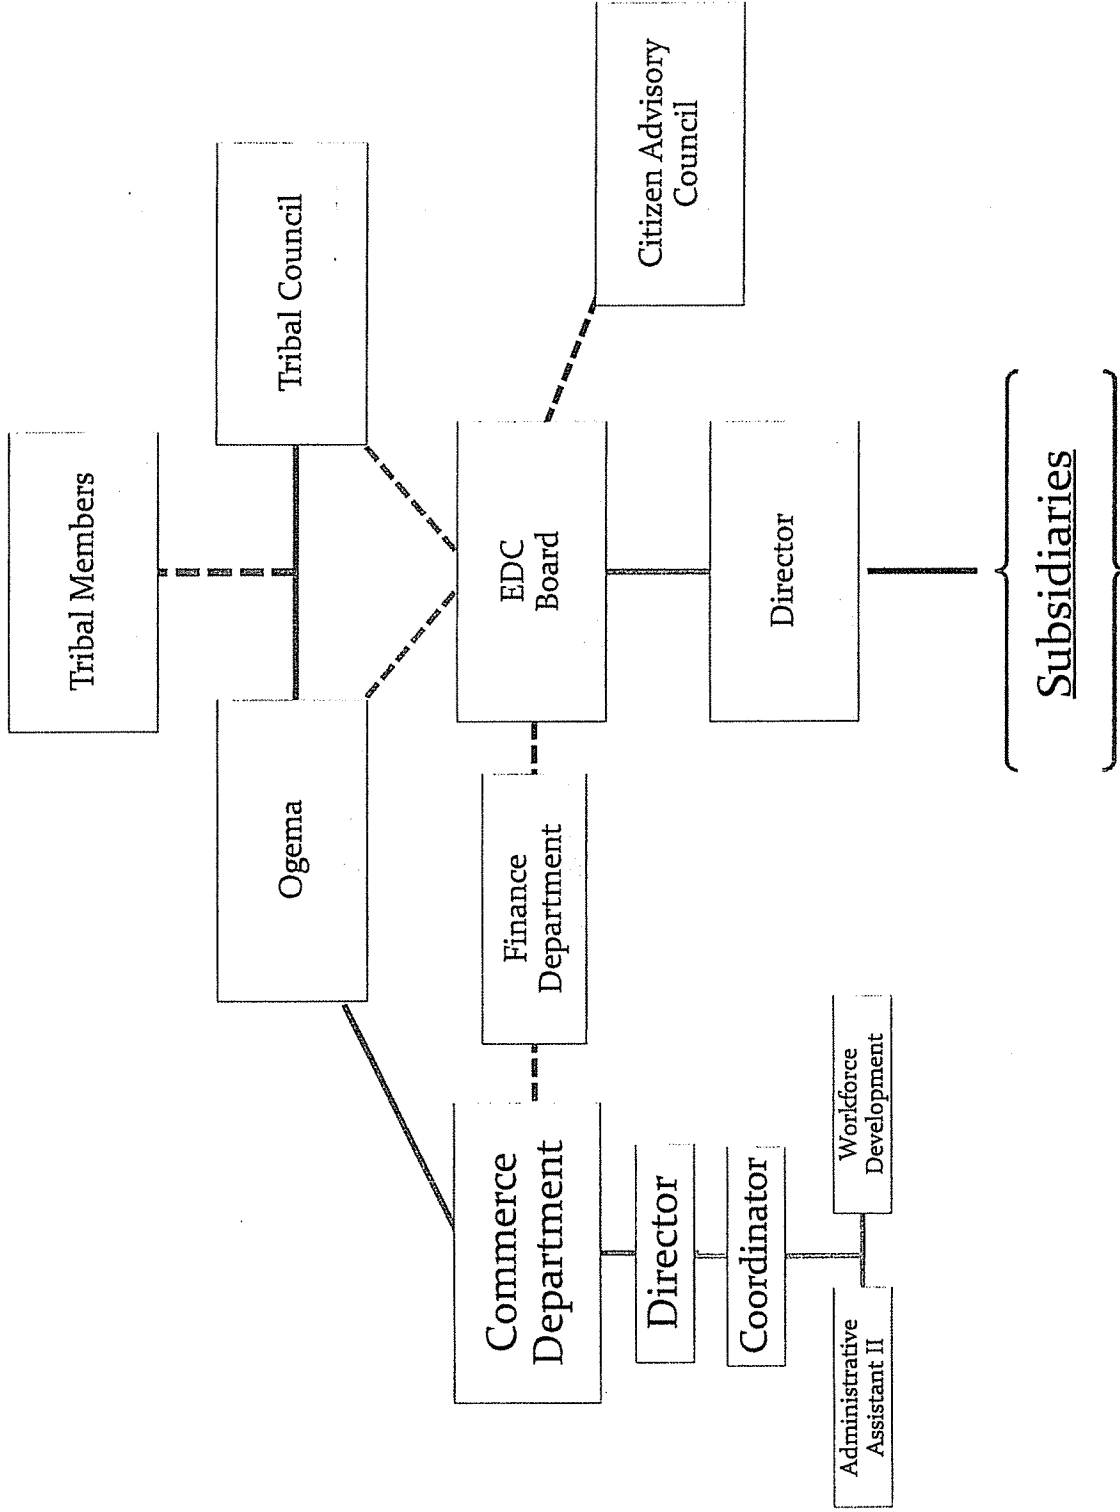 Tribal Members
Ogema
Tribal Council
Commerce
Department
Finance
Department
EDC
Board
Citizen Advisory
Council
Director
Director
Coordinator
Administrative
Assistant II
Workforce
Development
Subsidiaries